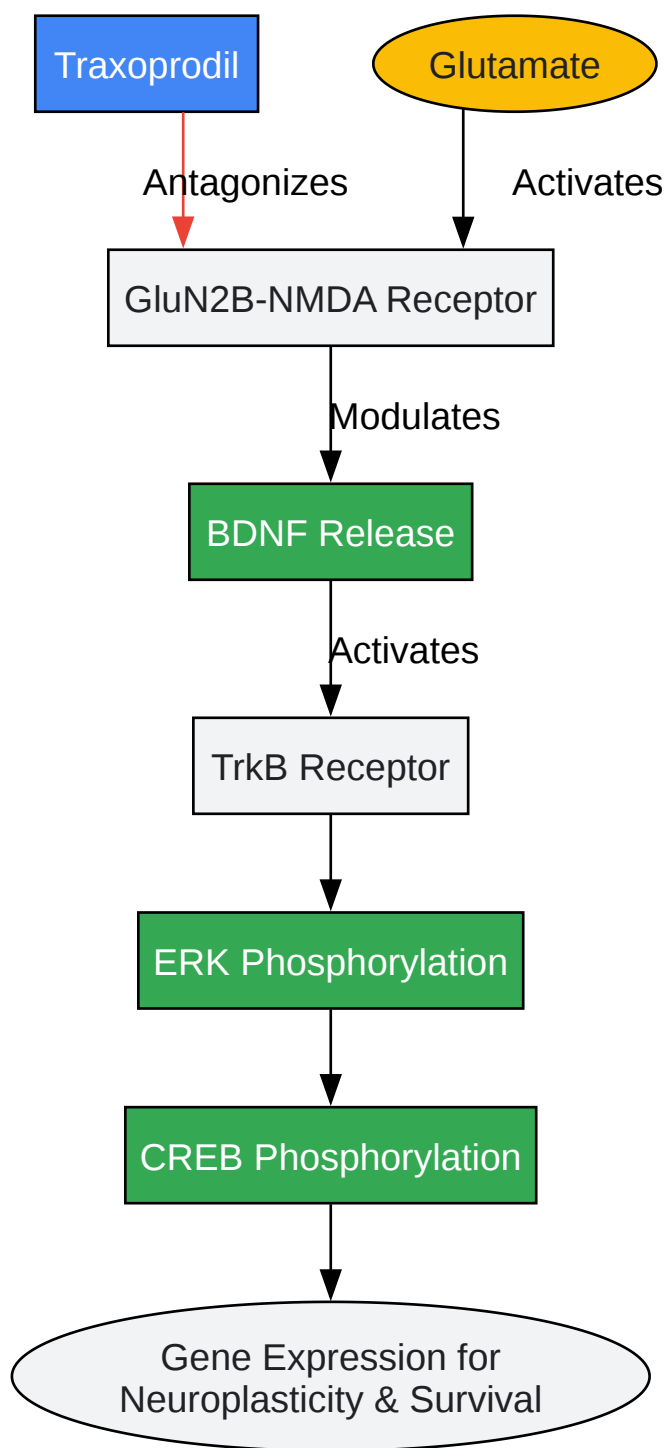 Traxoprodil
Glutamate
Antagonizes
Activates
GluN2B-NMDA Receptor
Modulates
BDNF Release
Activates
TrkB Receptor
ERK Phosphorylation
CREB Phosphorylation
Gene Expression for
Neuroplasticity & Survival